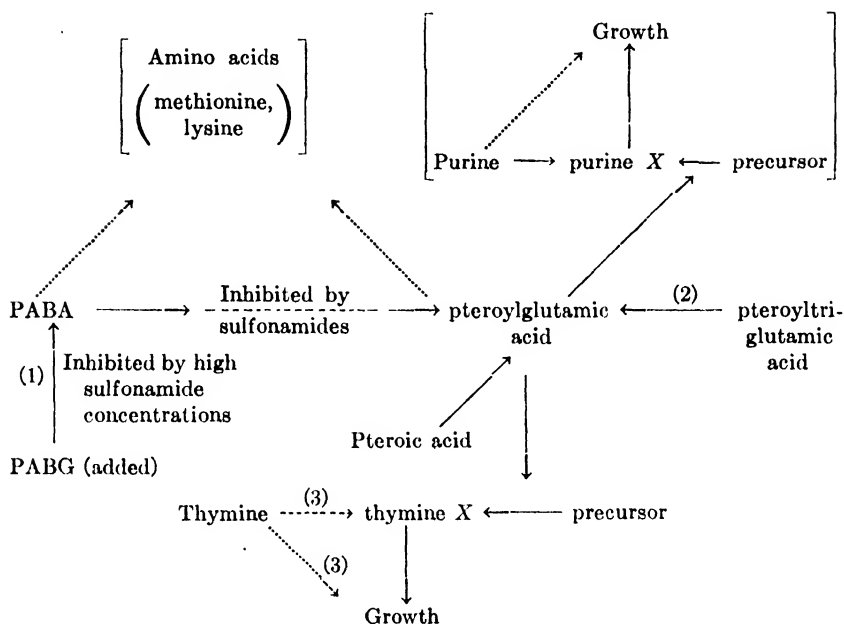 Growth
Amino acids
(methionine,
lysine)
Purine purine X precursor
PABA
Inhibited by
sulfonamides
pteroylglutamic
acid
(2)
pteroyltri-
glutamic
acid
(1)
Inhibited by high
sulfonamide
concentrations
PABG (added)
Pteroic acid
Thymine (3) thymine X precursor
(3)
Growth